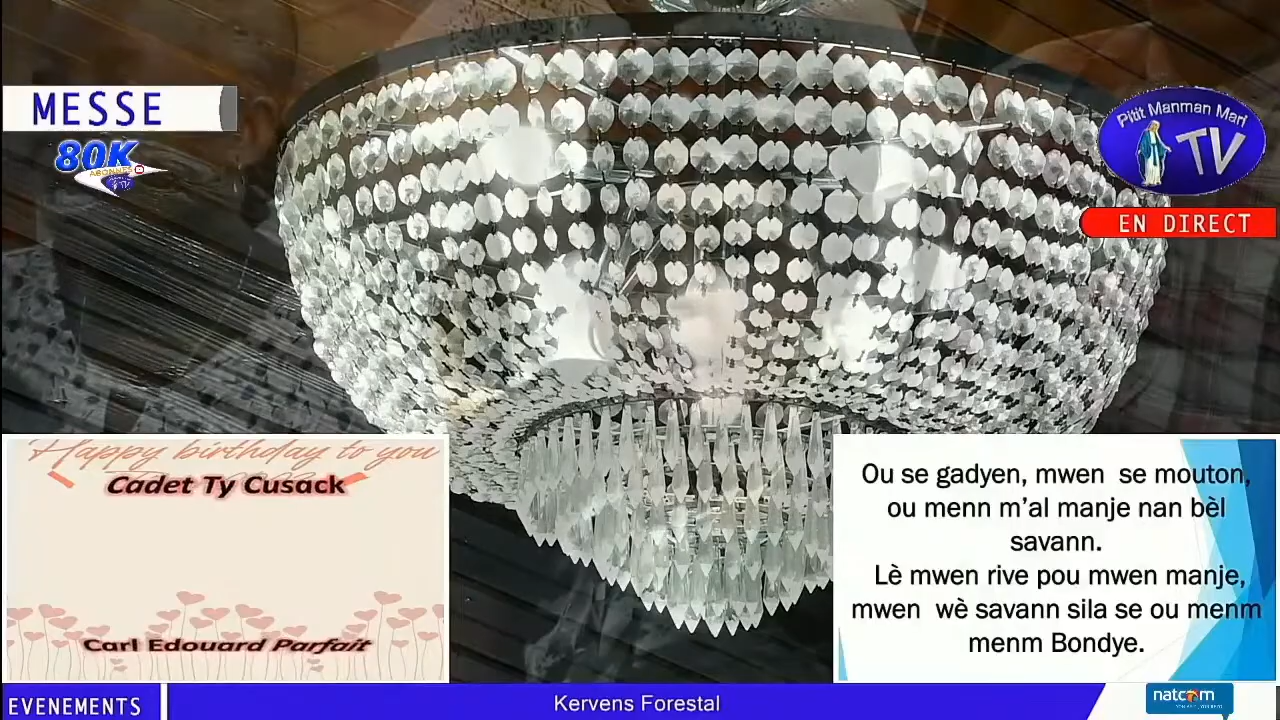 MESSE
80K
ABONNES
TV
Pitit Manman Mari
TV
EN DIRECT
Happy birthday to you
Cadet Ty Cusack
Carl Edouard Parfait
Ou se gadyen, mwen se mouton,
ou menn m’al manje nan bèl
savann.
Lè mwen rive pou mwen manje,
mwen wè savann sila se ou menm
menm Bondye.
EVENEMENTS
Kervens Forestal
natcom